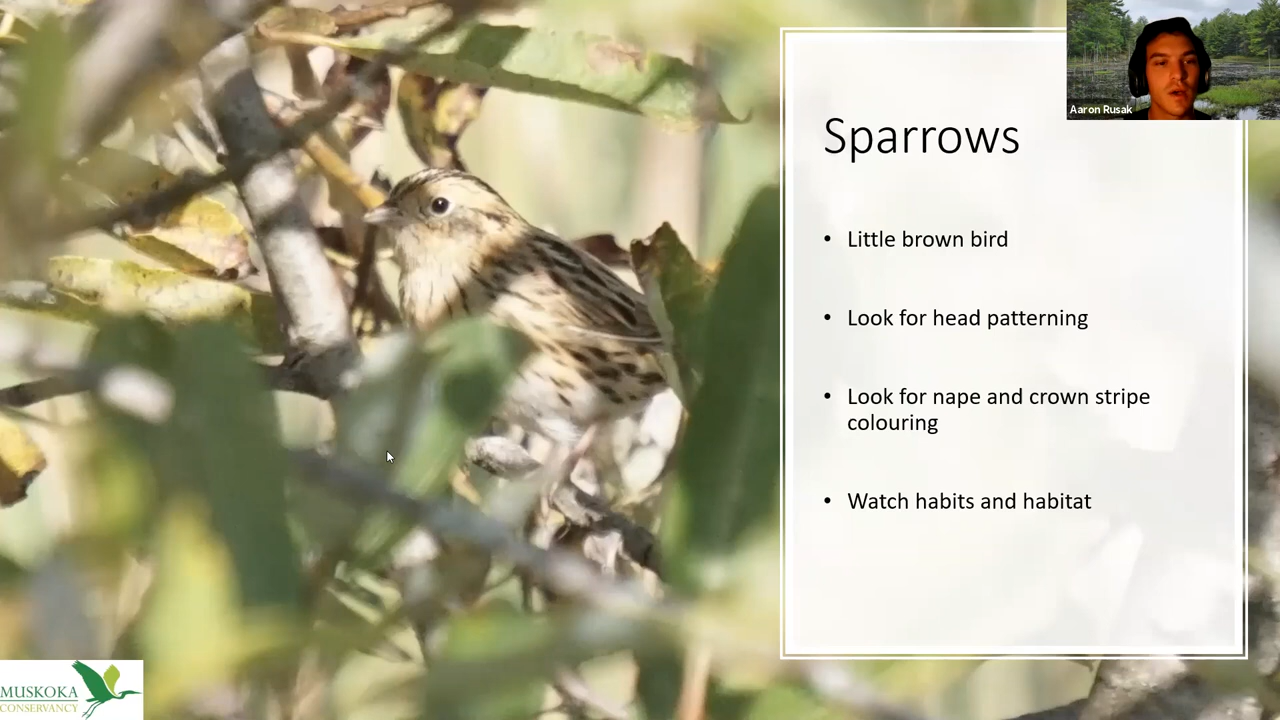 Aaron Rusak
Sparrows
• Little brown bird
• Look for head patterning
• Look for nape and crown stripe
colouring
• Watch habits and habitat
MUSKOKA
CONSERVANCY